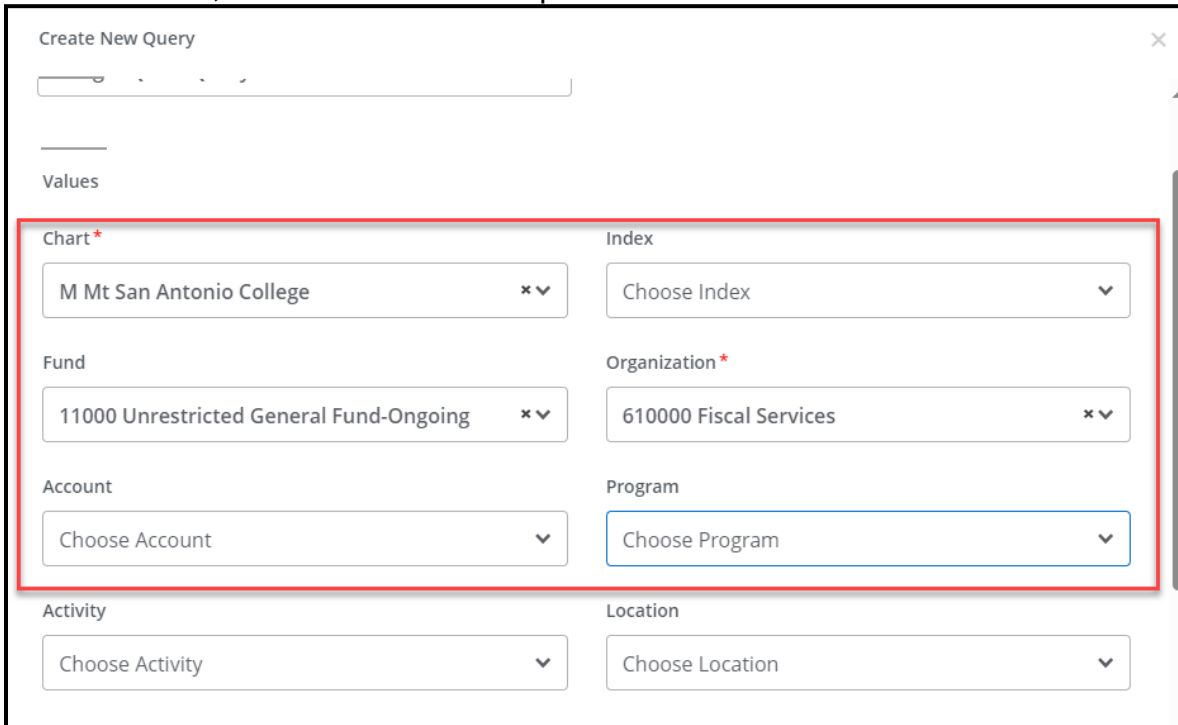 Create New Query
Values
Chart* Index
M Mt San Antonio College Choose Index
Fund Organization*
11000 Unrestricted General Fund-Ongoing 610000 Fiscal Services
Account Program
Choose Account Choose Program
Activity Location
Choose Activity Choose Location